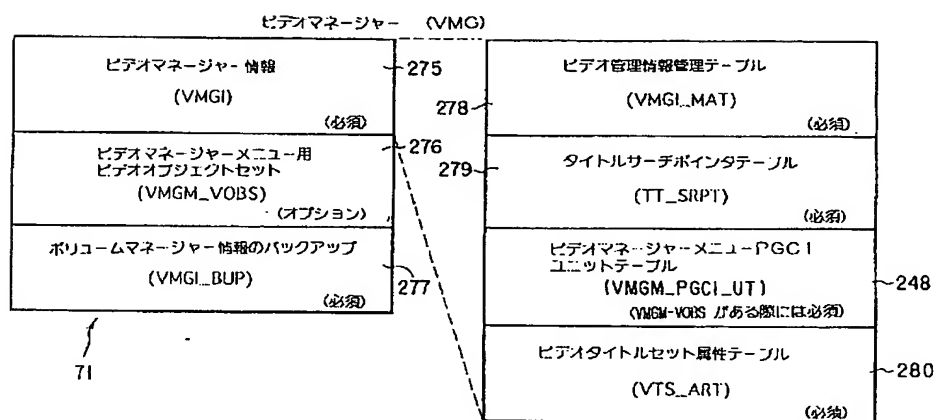 ビデオマネージャー (VMG)
ビデオマネージャー情報
(VMGI)
(必須)
275
ビデオマネージャーメニュー用
ビデオオブジェクトセット
(VMGM_VOBS)
(オプション)
276
ボリュームマネージャー情報のバックアップ
(VMGI_BUP)
(必須)
277
71
ビデオ管理情報管理テーブル
(VMGI_MAT)
(必須)
278
タイトルサーチポインタテーブル
(TT_SRPT)
(必須)
279
ビデオマネージャーメニューPGCI
ユニットテーブル
(VMGM_PGCI_UT)
(VMGM-VOBS がある際には必須)
248
ビデオタイトルセット属性テーブル
(VTS_ART)
(必須)
280